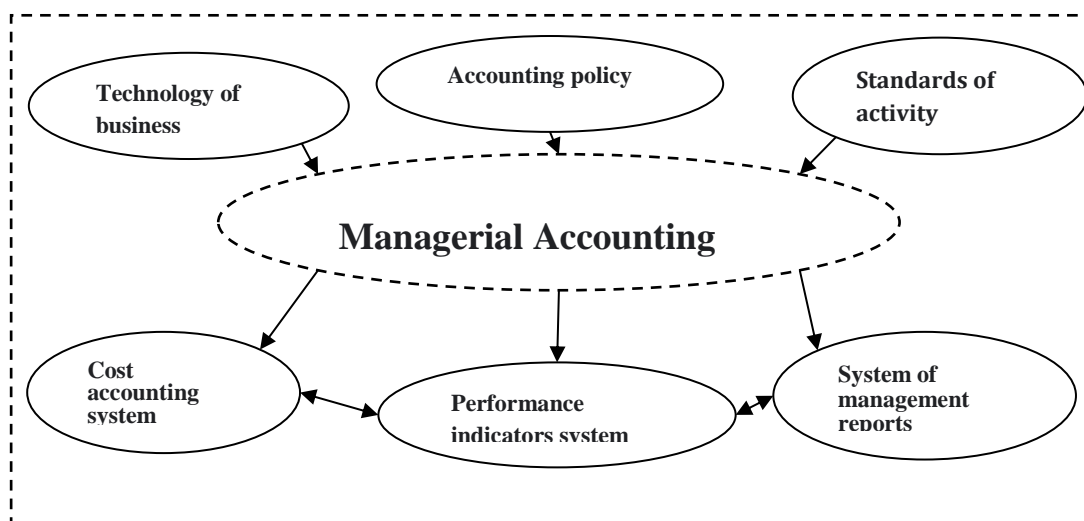 Technology of
business
Accounting policy
Standards of
activity
Managerial Accounting
Cost
accounting
system
Performance
indicators system
System of
management
reports